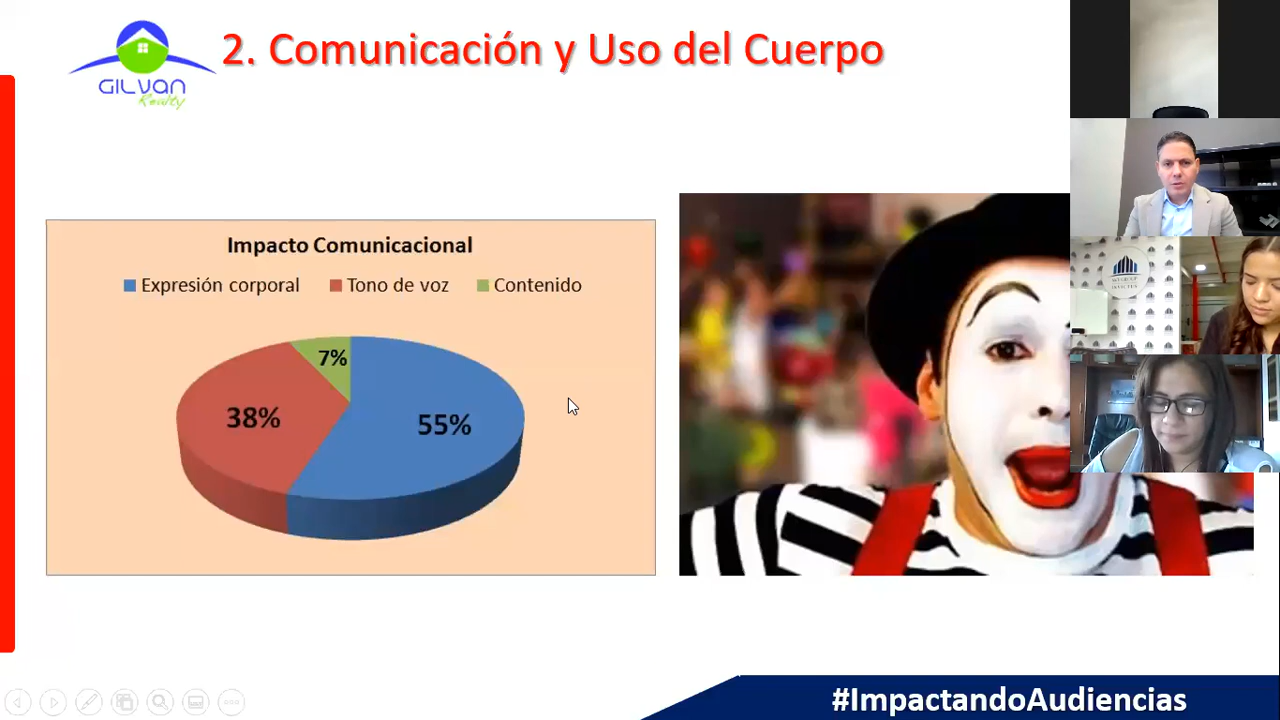 2. Comunicación y Uso del Cuerpo
GILVAN
Realty
Impacto Comunicacional
Expresión corporal Tono de voz Contenido
7%
38%
55%
#ImpactandoAudiencias